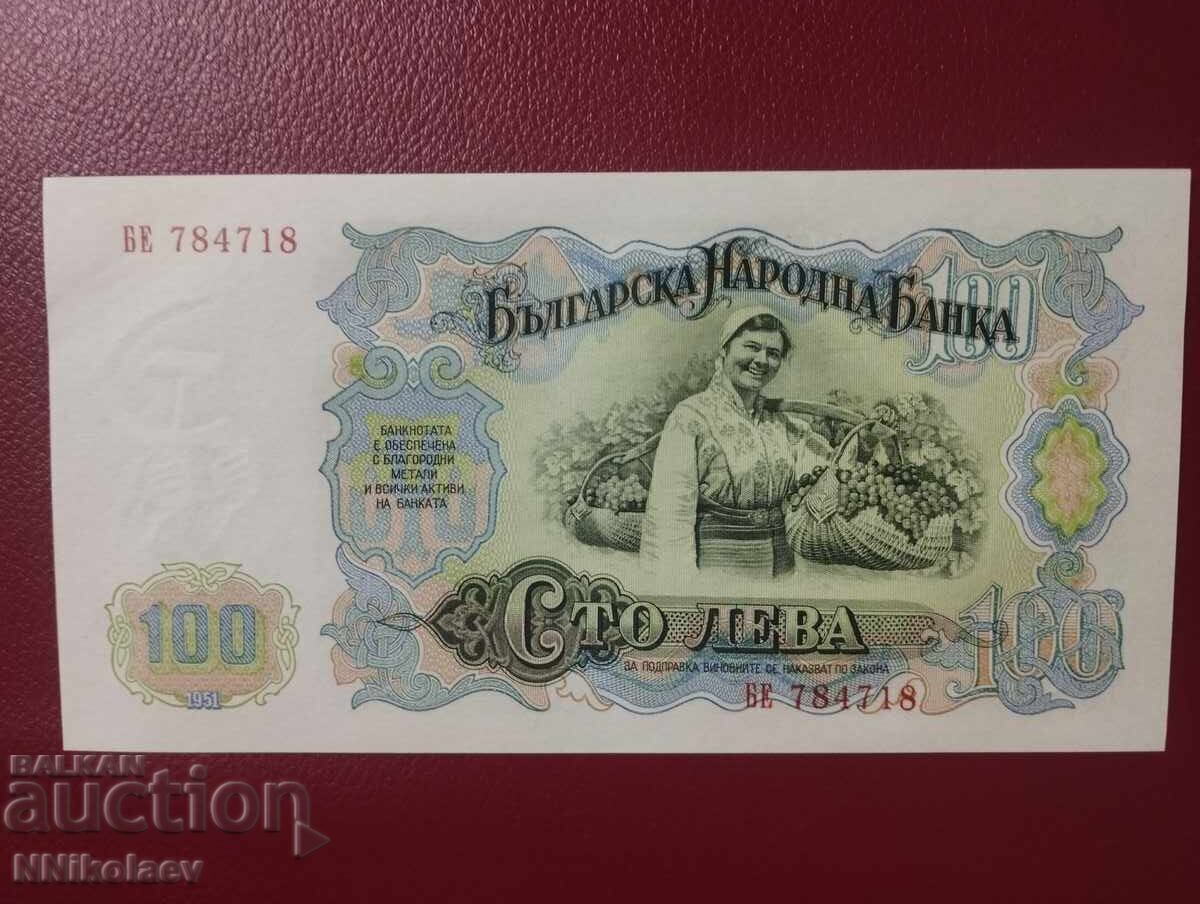 БЕ 784718
БЪЛГАРСКА НАРОДНА БАНКА
100
БАНКНОТАТА
Е ОБЕСПЕЧЕНА
С БЛАГОРОДНИ
МЕТАЛИ
И ВСИЧКИ АКТИВИ
НА БАНКАТА
100
1951
СТО ЛЕВА
100
ЗА ПОДПРАВКА ВИНОВНИТЕ СЕ НАКАЗВАТ ПО ЗАКОНА
БЕ 784718
BALKAN
auction
NNikolaev